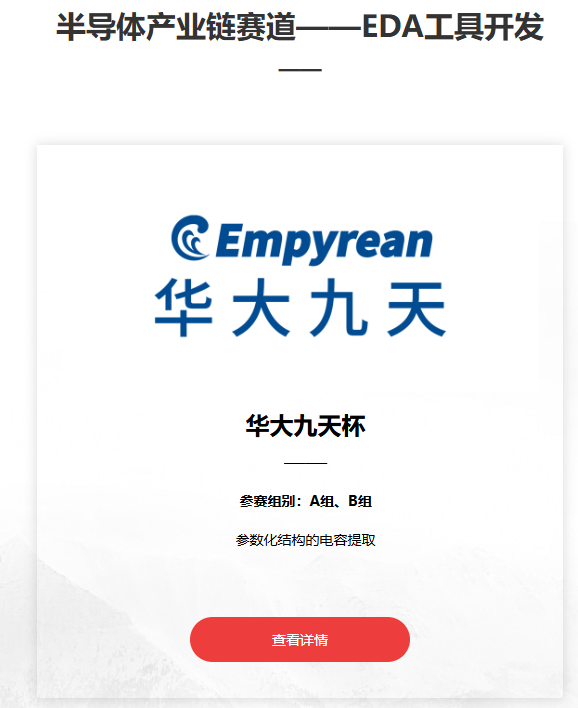 半导体产业链赛道——EDA工具开发
Empyrean
华大九天
华大九天杯
参赛组别：A组、B组
参数化结构的电容提取
查看详情